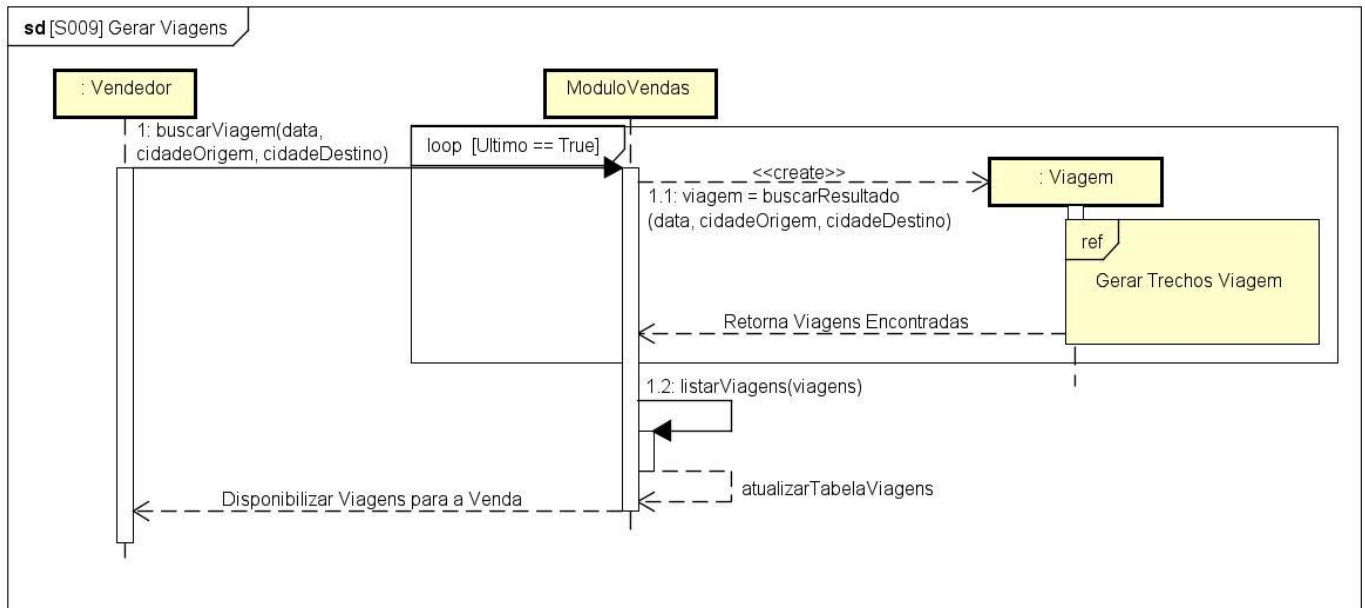 sd [S009] Gerar Viagens
: Vendedor
ModuloVendas
1: buscarViagem(data,
cidadeOrigem, cidadeDestino)
loop [Ultimo == True]
<<create>>
: Viagem
1.1: viagem = buscarResultado
(data, cidadeOrigem, cidadeDestino)
ref
Gerar Trechos Viagem
Retorna Viagens Encontradas
1.2: listarViagens(viagens)
atualizarTabelaViagens
Disponibilizar Viagens para a Venda